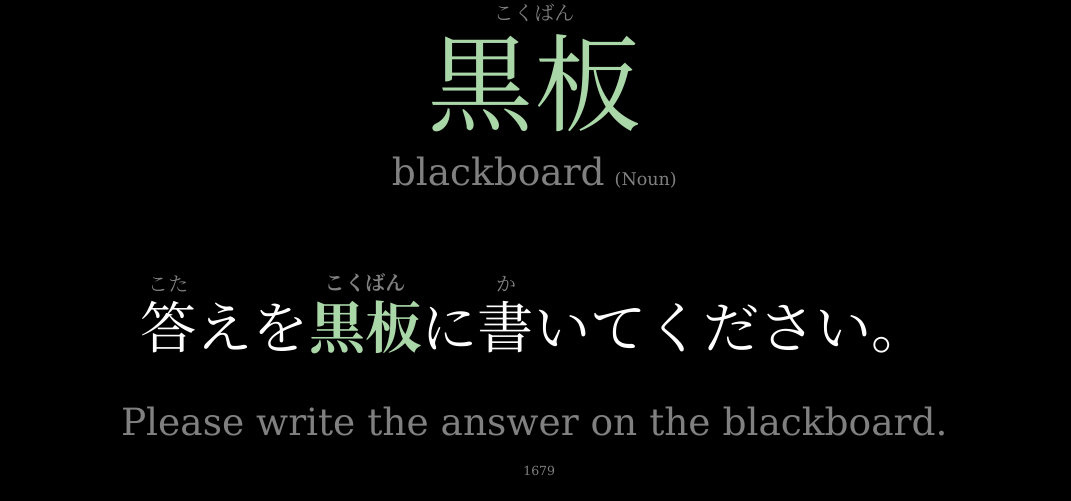 こくばん
黒板
blackboard (Noun)
こた こくばん か
答えを黒板に書いてください。
Please write the answer on the blackboard.
1679